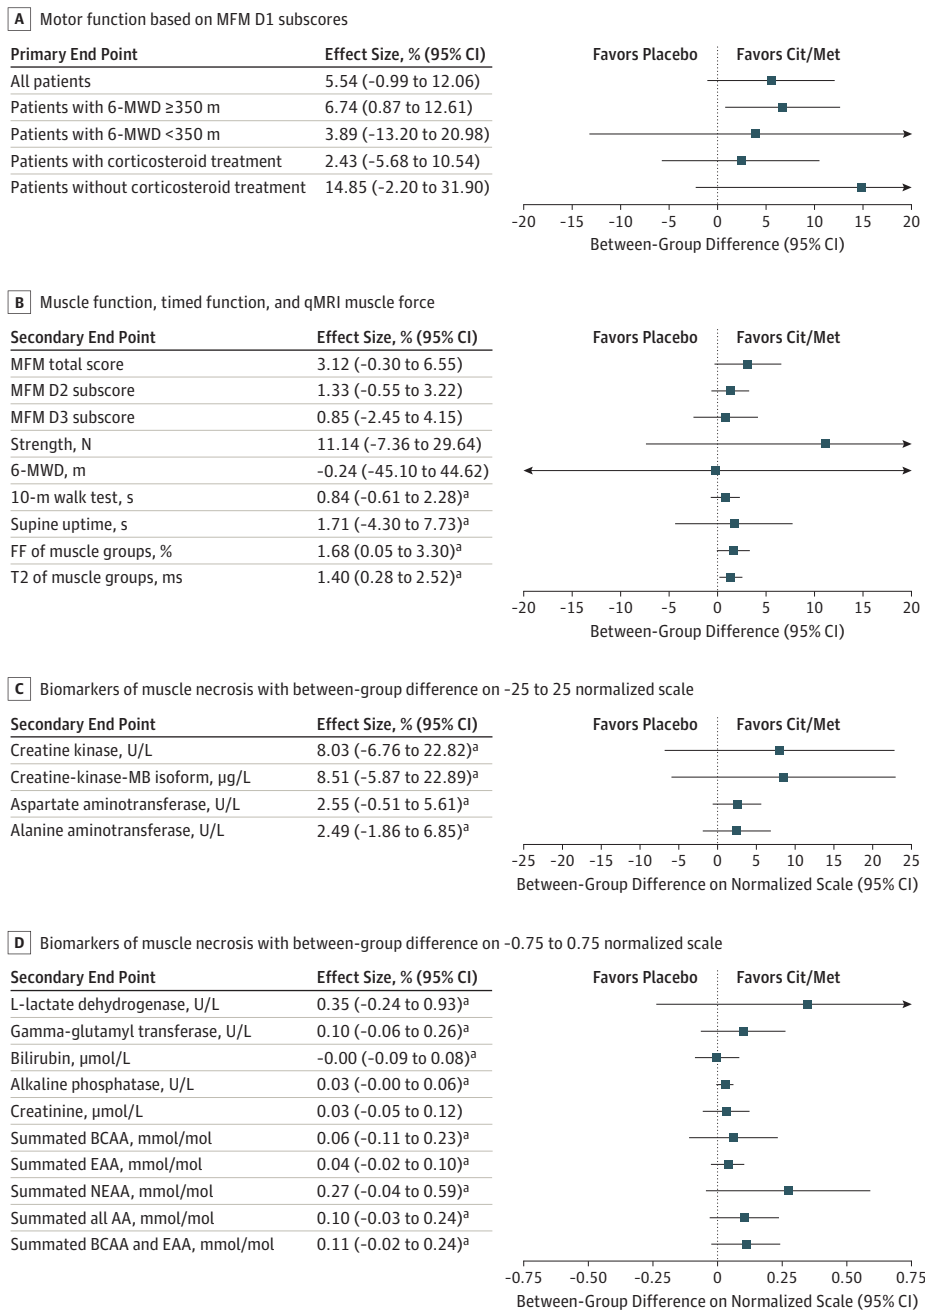 A Motor function based on MFM D1 subscores
Primary End Point Effect Size, % (95% CI) Favors Placebo Favors Cit/Met
All patients 5.54 (-0.99 to 12.06)
Patients with 6-MWD ≥350 m 6.74 (0.87 to 12.61)
Patients with 6-MWD <350 m 3.89 (-13.20 to 20.98)
Patients with corticosteroid treatment 2.43 (-5.68 to 10.54)
Patients without corticosteroid treatment 14.85 (-2.20 to 31.90)
-20 -15 -10 -5 0 5 10 15 20
Between-Group Difference (95% CI)
B Muscle function, timed function, and qMRI muscle force
Secondary End Point Effect Size, % (95% CI) Favors Placebo Favors Cit/Met
MFM total score 3.12 (-0.30 to 6.55)
MFM D2 subscore 1.33 (-0.55 to 3.22)
MFM D3 subscore 0.85 (-2.45 to 4.15)
Strength, N 11.14 (-7.36 to 29.64)
6-MWD, m -0.24 (-45.10 to 44.62)
10-m walk test, s 0.84 (-0.61 to 2.28)a
Supine uptime, s 1.71 (-4.30 to 7.73)a
FF of muscle groups, % 1.68 (0.05 to 3.30)a
T2 of muscle groups, ms 1.40 (0.28 to 2.52)a
-20 -15 -10 -5 0 5 10 15 20
Between-Group Difference (95% CI)
C Biomarkers of muscle necrosis with between-group difference on -25 to 25 normalized scale
Secondary End Point Effect Size, % (95% CI) Favors Placebo Favors Cit/Met
Creatine kinase, U/L 8.03 (-6.76 to 22.82)a
Creatine-kinase-MB isoform, μg/L 8.51 (-5.87 to 22.89)a
Aspartate aminotransferase, U/L 2.55 (-0.51 to 5.61)a
Alanine aminotransferase, U/L 2.49 (-1.86 to 6.85)a
-25 -20 -15 -10 -5 0 5 10 15 20 25
Between-Group Difference on Normalized Scale (95% CI)
D Biomarkers of muscle necrosis with between-group difference on -0.75 to 0.75 normalized scale
Secondary End Point Effect Size, % (95% CI) Favors Placebo Favors Cit/Met
L-lactate dehydrogenase, U/L 0.35 (-0.24 to 0.93)a
Gamma-glutamyl transferase, U/L 0.10 (-0.06 to 0.26)a
Bilirubin, μmol/L -0.00 (-0.09 to 0.08)a
Alkaline phosphatase, U/L 0.03 (-0.00 to 0.06)a
Creatinine, μmol/L 0.03 (-0.05 to 0.12)
Summated BCAA, mmol/mol 0.06 (-0.11 to 0.23)a
Summated EAA, mmol/mol 0.04 (-0.02 to 0.10)a
Summated NEAA, mmol/mol 0.27 (-0.04 to 0.59)a
Summated all AA, mmol/mol 0.10 (-0.03 to 0.24)a
Summated BCAA and EAA, mmol/mol 0.11 (-0.02 to 0.24)a
-0.75 -0.50 -0.25 0 0.25 0.50 0.75
Between-Group Difference on Normalized Scale (95% CI)